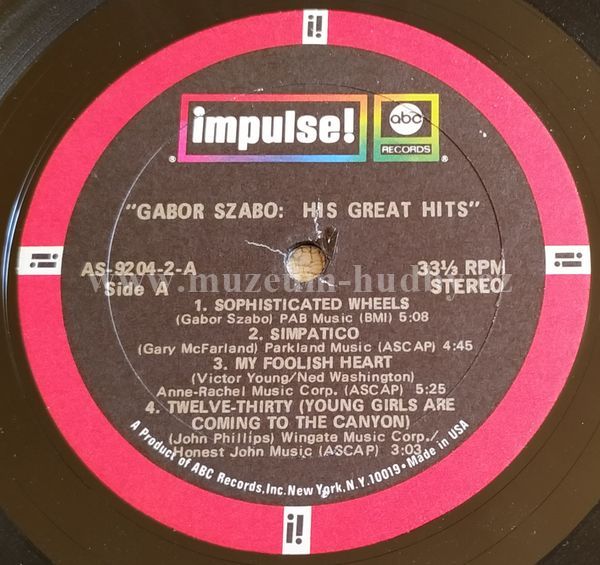 i!
impulse!
abc
RECORDS
®
®
"GABOR SZABO: HIS GREAT HITS"
i!
i!
AS-9204-2-A
33⅓ RPM
Side A
STEREO
www.muzeum-hudby.cz
1. SOPHISTICATED WHEELS
(Gabor Szabo) PAB Music (BMI) 5:08
2. SIMPATICO
(Gary McFarland) Parkland Music (ASCAP) 4:45
3. MY FOOLISH HEART
(Victor Young/Ned Washington)
Anne-Rachel Music Corp. (ASCAP) 5:25
4. TWELVE-THIRTY (YOUNG GIRLS ARE
COMING TO THE CANYON)
(John Phillips) Wingate Music Corp./
Honest John Music (ASCAP) 3:03
A Product of ABC Records, Inc. New York, N.Y. 10019 • Made in USA
i!